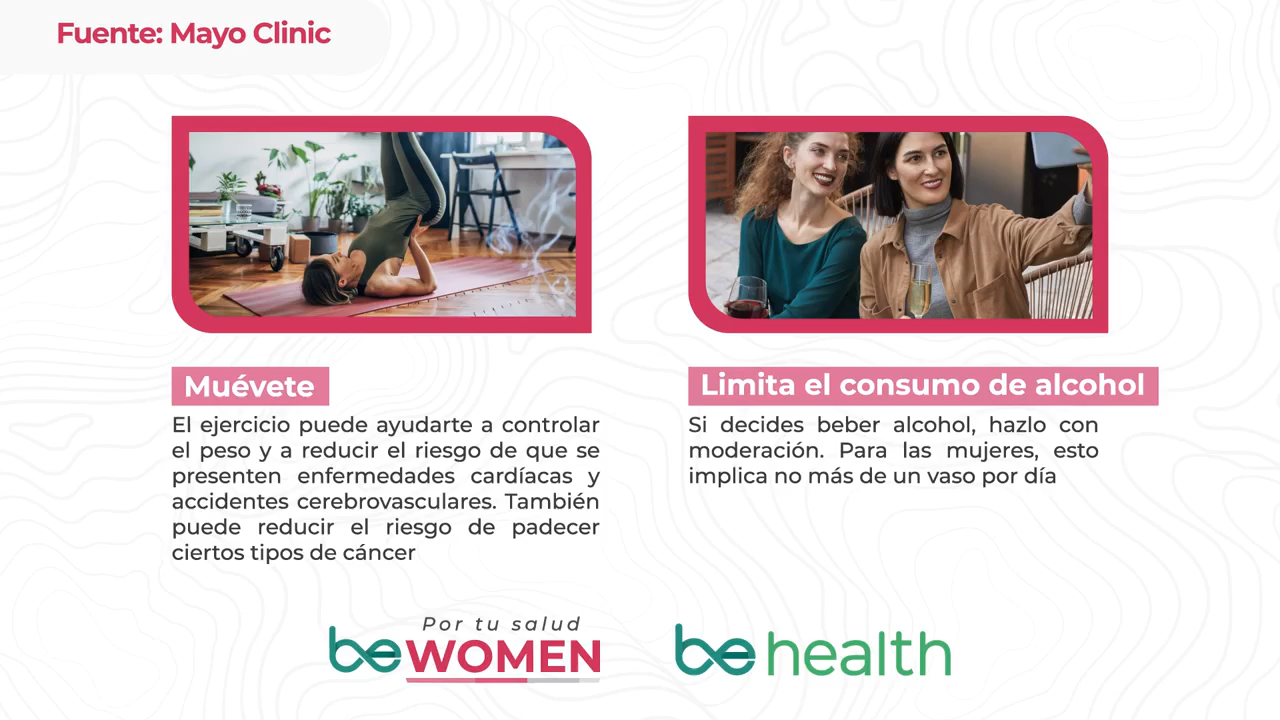 Fuente: Mayo Clinic
Muévete
El ejercicio puede ayudarte a controlar
el peso y a reducir el riesgo de que se
presenten enfermedades cardíacas y
accidentes cerebrovasculares. También
puede reducir el riesgo de padecer
ciertos tipos de cáncer
Limita el consumo de alcohol
Si decides beber alcohol, hazlo con
moderación. Para las mujeres, esto
implica no más de un vaso por día
Por tu salud
be WOMEN
be health